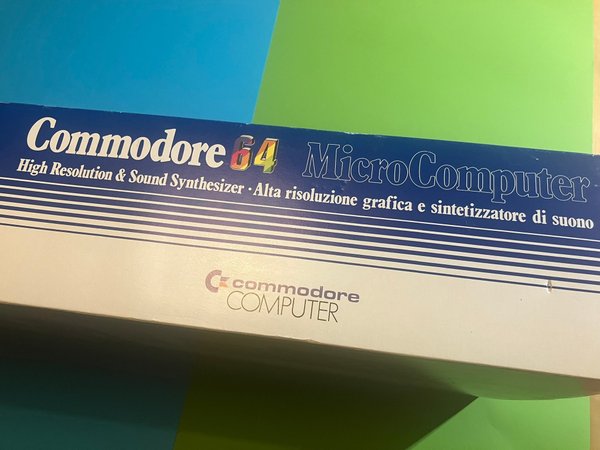 Commodore 64 MicroComputer
High Resolution & Sound Synthesizer · Alta risoluzione grafica e sintetizzatore di suono
commodore
COMPUTER